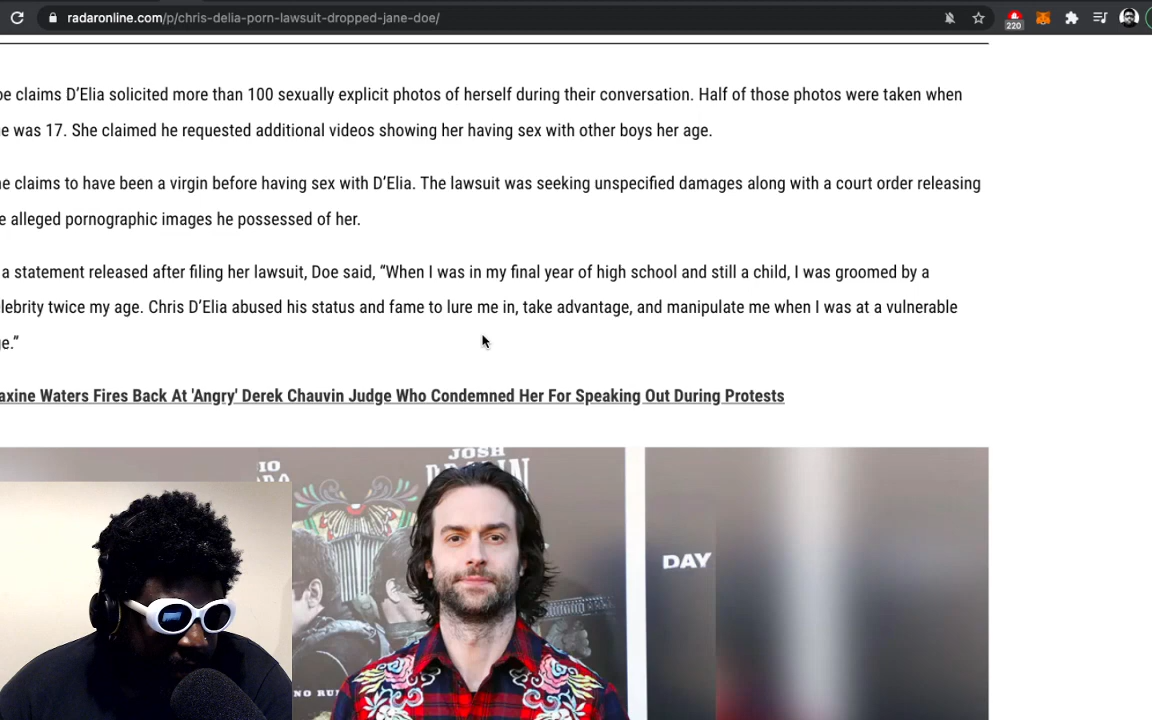 radaronline.com/p/chris-delia-porn-lawsuit-dropped-jane-doe/
220
oe claims D’Elia solicited more than 100 sexually explicit photos of herself during their conversation. Half of those photos were taken when
e was 17. She claimed he requested additional videos showing her having sex with other boys her age.
e claims to have been a virgin before having sex with D’Elia. The lawsuit was seeking unspecified damages along with a court order releasing
e alleged pornographic images he possessed of her.
a statement released after filing her lawsuit, Doe said, “When I was in my final year of high school and still a child, I was groomed by a
lebrity twice my age. Chris D’Elia abused his status and fame to lure me in, take advantage, and manipulate me when I was at a vulnerable
e.”
axine Waters Fires Back At 'Angry' Derek Chauvin Judge Who Condemned Her For Speaking Out During Protests
IO
JOSH
DAY
NO RU